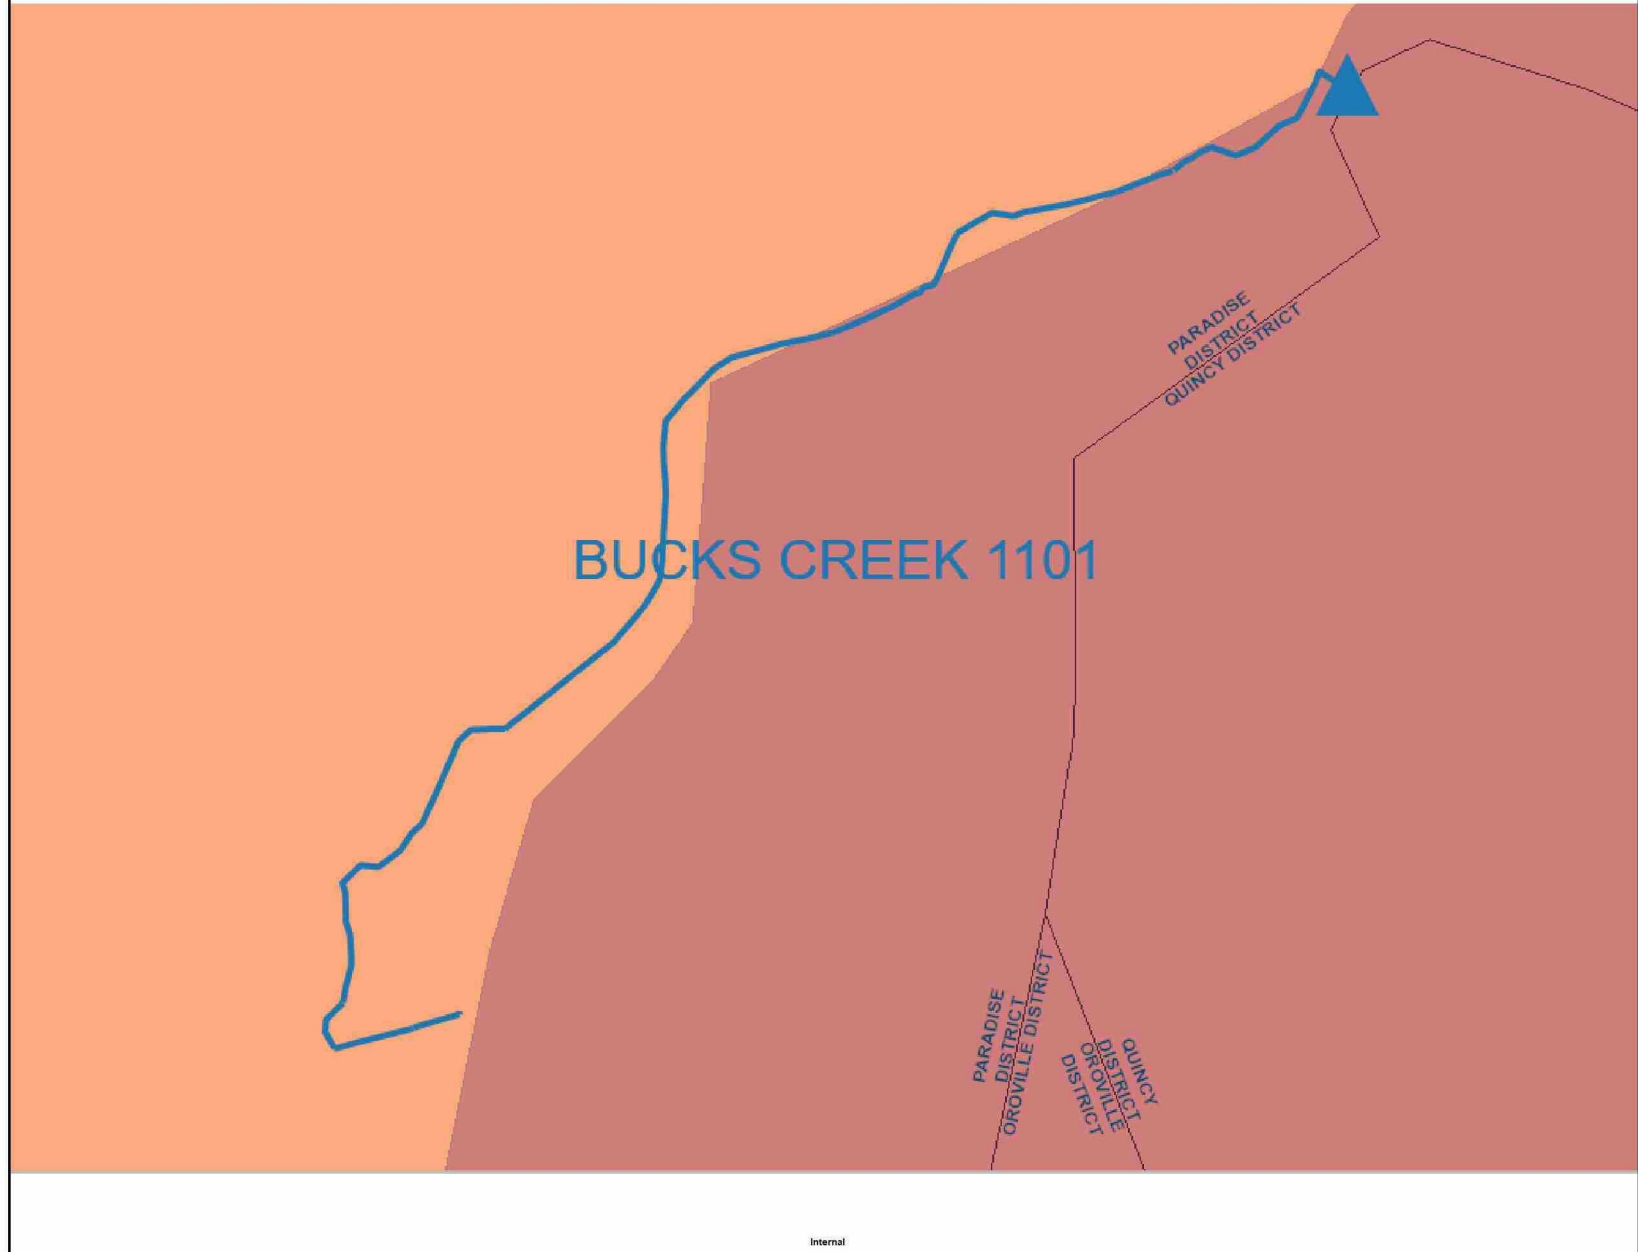 PARADISE
DISTRICT
QUINCY DISTRICT
BUCKS CREEK 1101
PARADISE
DISTRICT
OROVILLE DISTRICT
QUINCY
DISTRICT
OROVILLE
DISTRICT
Internal